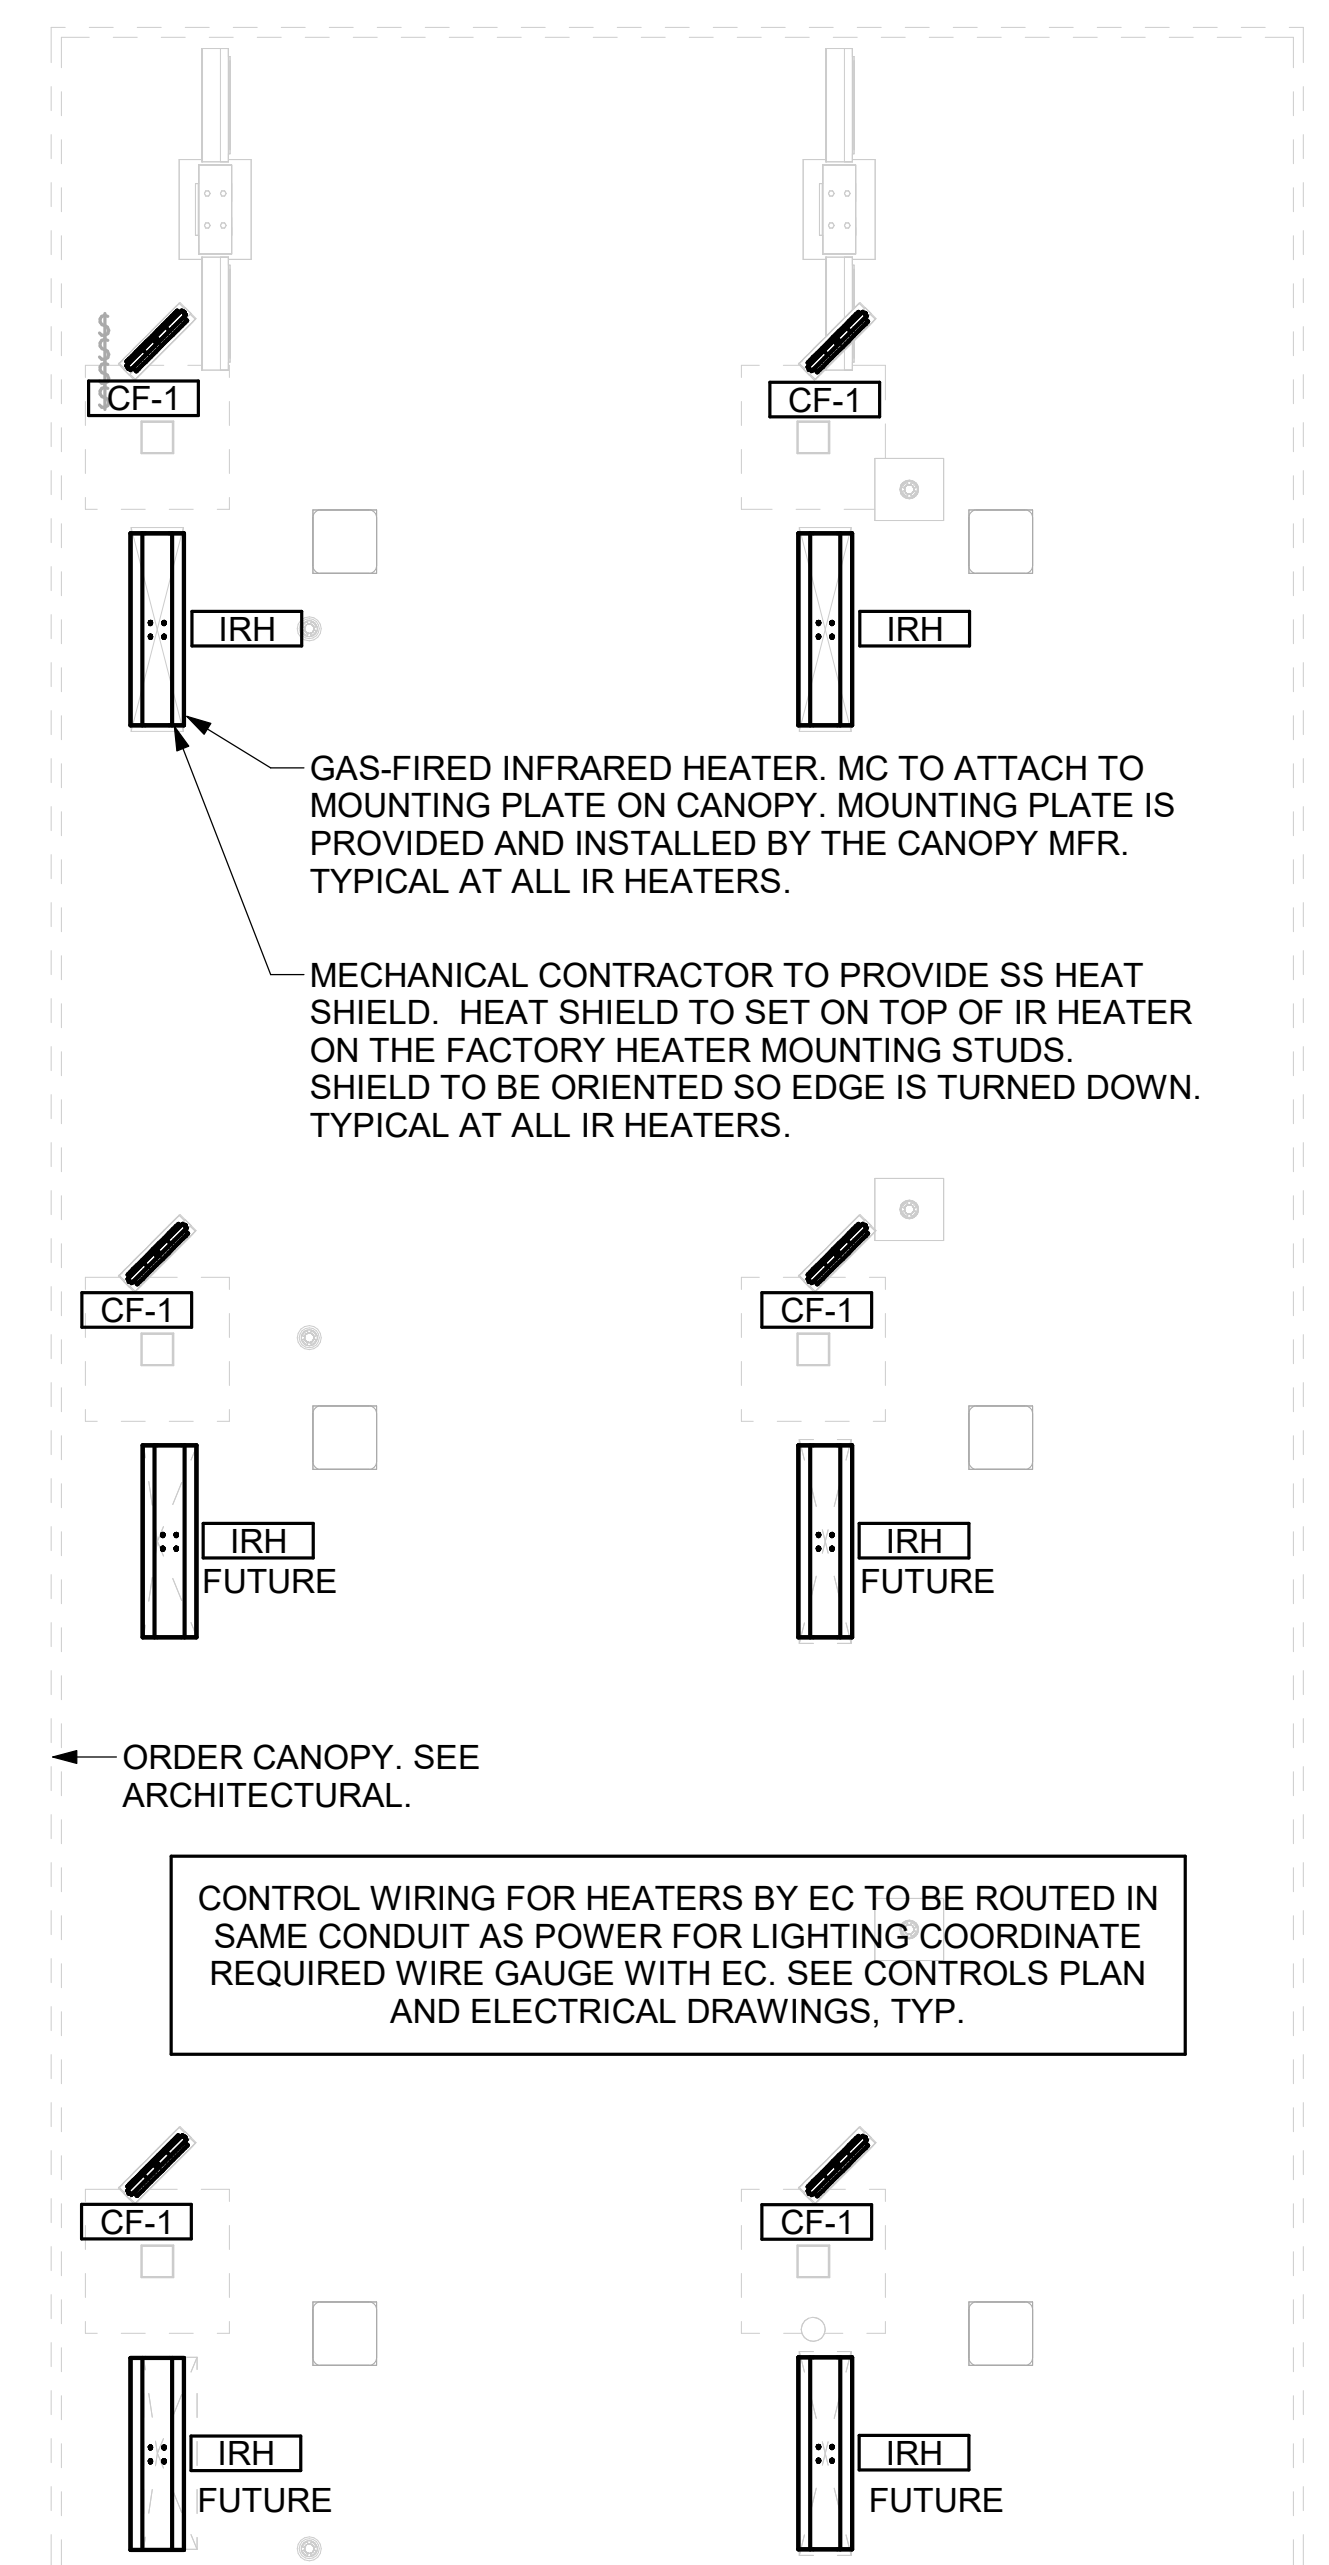 $$$$
CF-1
CF-1
IRH
IRH
GAS-FIRED INFRARED HEATER. MC TO ATTACH TO
MOUNTING PLATE ON CANOPY. MOUNTING PLATE IS
PROVIDED AND INSTALLED BY THE CANOPY MFR.
TYPICAL AT ALL IR HEATERS.
MECHANICAL CONTRACTOR TO PROVIDE SS HEAT
SHIELD. HEAT SHIELD TO SET ON TOP OF IR HEATER
ON THE FACTORY HEATER MOUNTING STUDS.
SHIELD TO BE ORIENTED SO EDGE IS TURNED DOWN.
TYPICAL AT ALL IR HEATERS.
CF-1
CF-1
IRH
FUTURE
IRH
FUTURE
ORDER CANOPY. SEE
ARCHITECTURAL.
CONTROL WIRING FOR HEATERS BY EC TO BE ROUTED IN
SAME CONDUIT AS POWER FOR LIGHTING COORDINATE
REQUIRED WIRE GAUGE WITH EC. SEE CONTROLS PLAN
AND ELECTRICAL DRAWINGS, TYP.
CF-1
CF-1
IRH
FUTURE
IRH
FUTURE